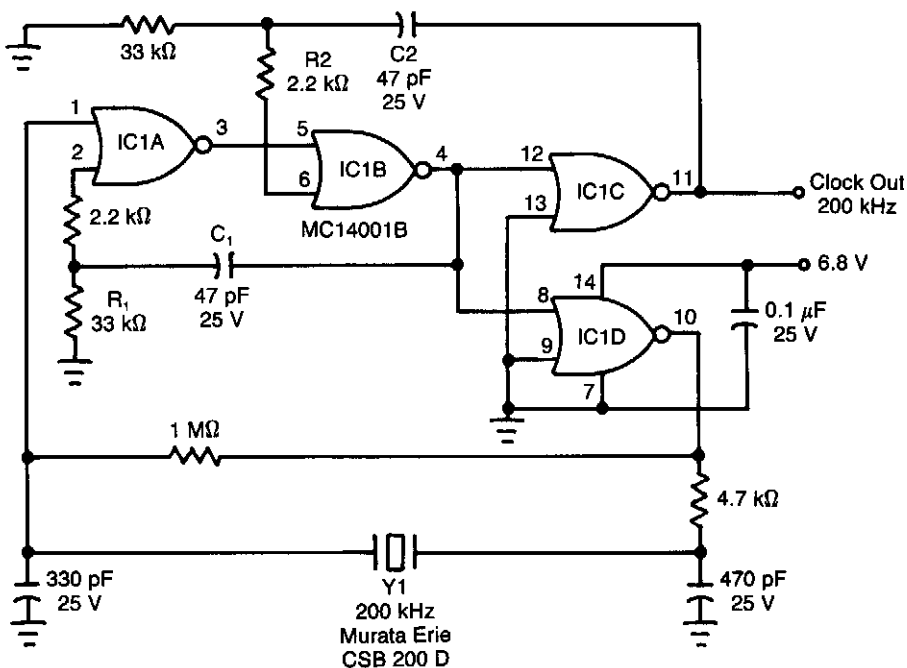 33 kΩ
R2
2.2 kΩ
C2
47 pF
25 V
1
2
IC1A
3
5
6
IC1B
4
MC14001B
12
13
IC1C
11
Clock Out
200 kHz
2.2 kΩ
C₁
47 pF
25 V
R₁
33 kΩ
6.8 V
14
8
9
IC1D
10
7
0.1 µF
25 V
1 MΩ
4.7 kΩ
330 pF
25 V
Y1
200 kHz
Murata Erie
CSB 200 D
470 pF
25 V